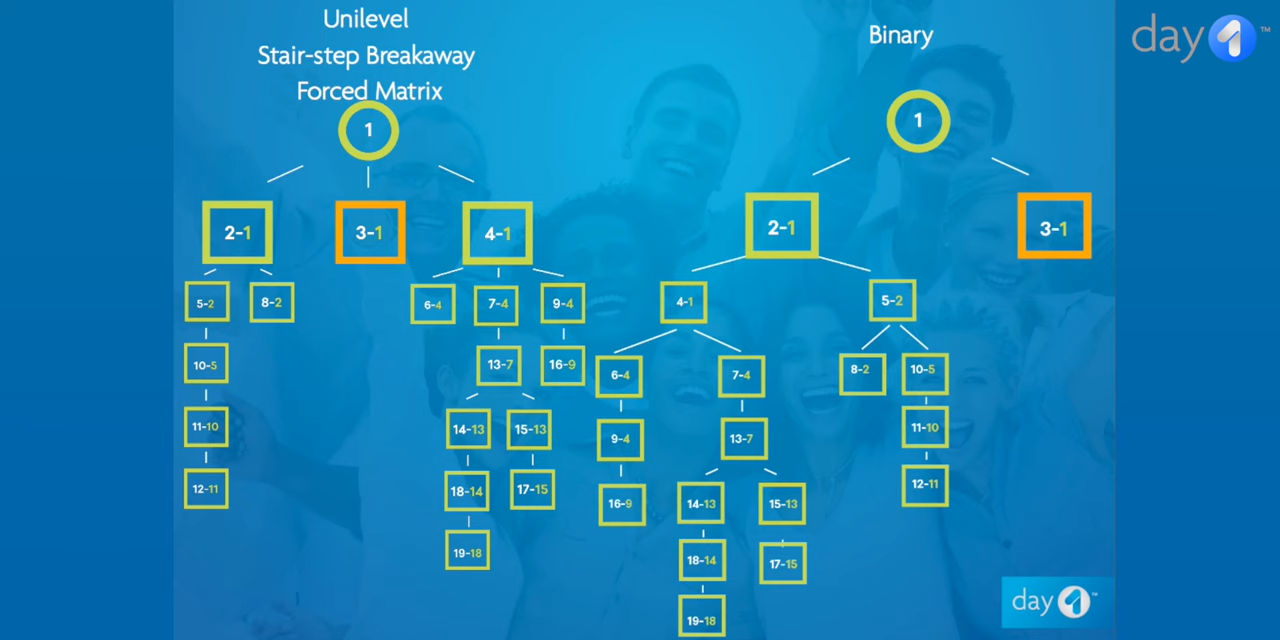 Unilevel
Stair-step Breakaway
Forced Matrix
1
2-1 3-1 4-1
5-2 8-2 6-4 7-4 9-4
10-5 13-7 16-9
11-10 14-13 15-13
12-11 18-14 17-15
19-18
Binary
1
2-1 3-1
4-1 5-2
6-4 7-4 8-2 10-5
9-4 13-7 11-10
16-9 14-13 15-13 12-11
18-14 17-15
19-18
day1™
day1™